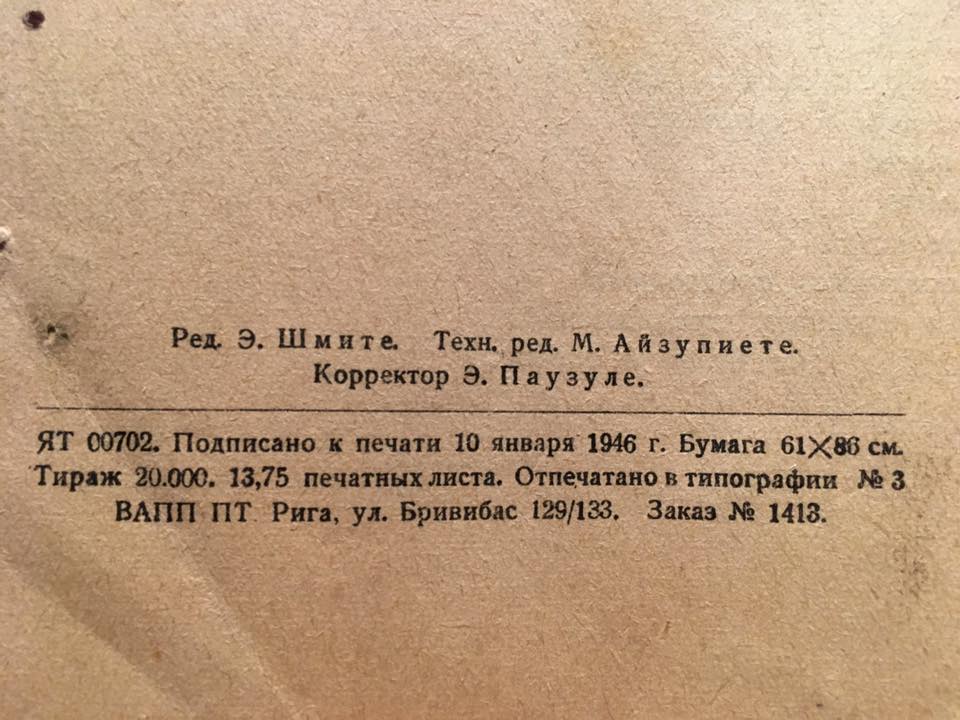 Ред. Э. Шмите. Техн. ред. М. Айзупиете.
Корректор Э. Паузуле.
ЯТ 00702. Подписано к печати 10 января 1946 г. Бумага 61×86 см.
Тираж 20.000. 13,75 печатных листа. Отпечатано в типографии № 3
ВАПП ПТ Рига, ул. Бривибас 129/133. Заказ № 1413.